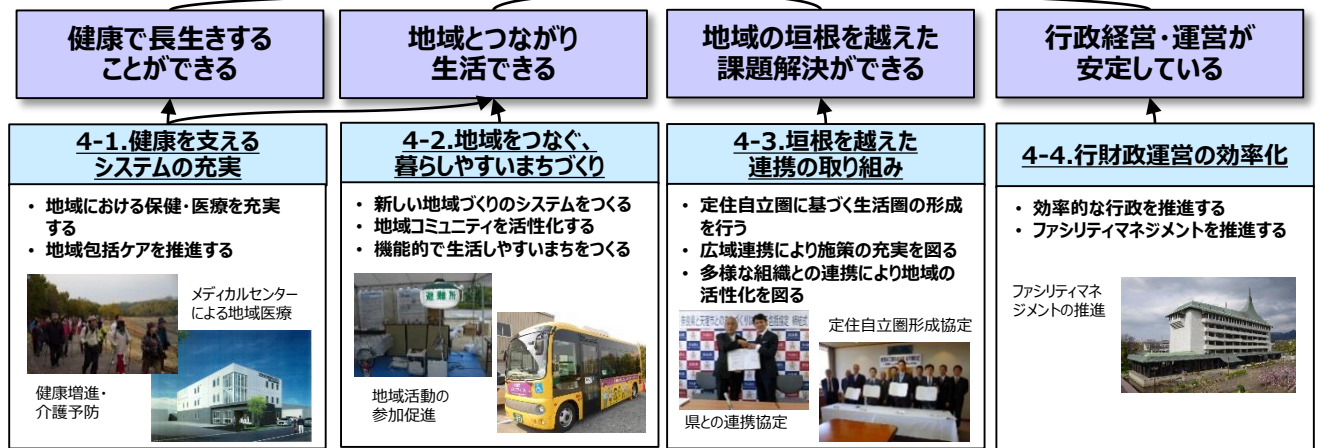 健康で長生きする
ことができる
地域とつながり
生活できる
地域の垣根を越えた
課題解決ができる
行政経営・運営が
安定している
4-1.健康を支える
システムの充実
・ 地域における保健・医療を充実
する
・ 地域包括ケアを推進する
メディカルセンター
による地域医療
健康増進・
介護予防
4-2.地域をつなぐ、
暮らしやすいまちづくり
・ 新しい地域づくりのシステムをつくる
・ 地域コミュニティを活性化する
・ 機能的で生活しやすいまちをつくる
避難所
地域活動の
参加促進
4-3.垣根を越えた
連携の取り組み
・ 定住自立圏に基づく生活圏の形成
を行う
・ 広域連携により施策の充実を図る
・ 多様な組織との連携により地域の
活性化を図る
定住自立圏形成協定
県との連携協定
4-4.行財政運営の効率化
・ 効率的な行政を推進する
・ ファシリティマネジメントを推進する
ファシリティマネ
ジメントの推進